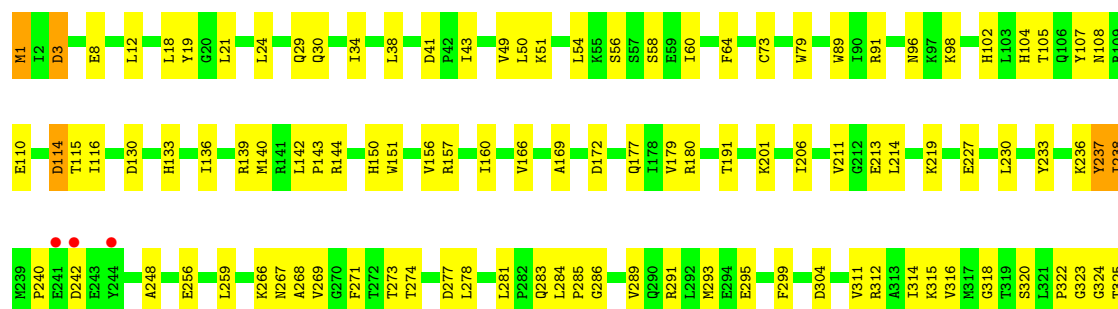 M1 I2 D3 E8 L12 L18 Y19 G20 L21 L24 Q29 Q30 I34 L38 D41 P42 I43 V49 L50 K51 L54 K55 S56 S57 S58 E59 I60 F64 C73 W79 W89 I90 R91 N96 K97 K98 H102 L103 H104 T105 Q106 Y107 N108 R109
E110 D114 T115 I116 D130 H133 I136 R139 M140 R141 L142 P143 R144 H150 W151 V156 R157 I160 V166 A169 D172 Q177 I178 V179 R180 T191 K201 I206 V211 G212 E213 L214 K219 E227 L230 Y233 K236 Y237 I238
M239 P240 E241 D242 E243 Y244 A248 E256 L259 K266 N267 A268 V269 G270 F271 T272 T273 T274 D277 L278 L281 P282 Q283 L284 P285 G286 V289 Q290 R291 L292 M293 E294 E295 F299 D304 V311 R312 A313 I314 K315 V316 M317 G318 T319 S320 L321 P322 G323 G324 T325